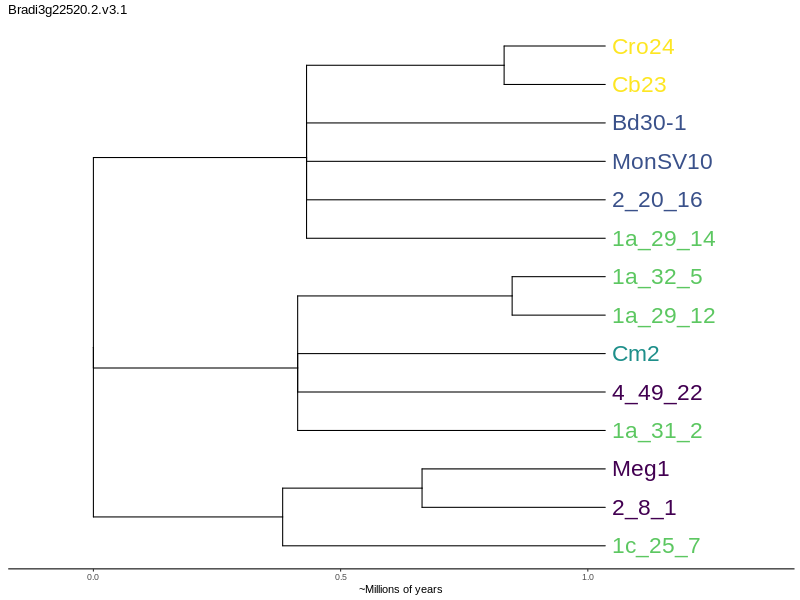 Bradi3g22520.2.v3.1
Cro24
Cb23
Bd30-1
MonSV10
2_20_16
1a_29_14
1a_32_5
1a_29_12
Cm2
4_49_22
1a_31_2
Meg1
2_8_1
1c_25_7
0.0 0.5 1.0
~Millions of years